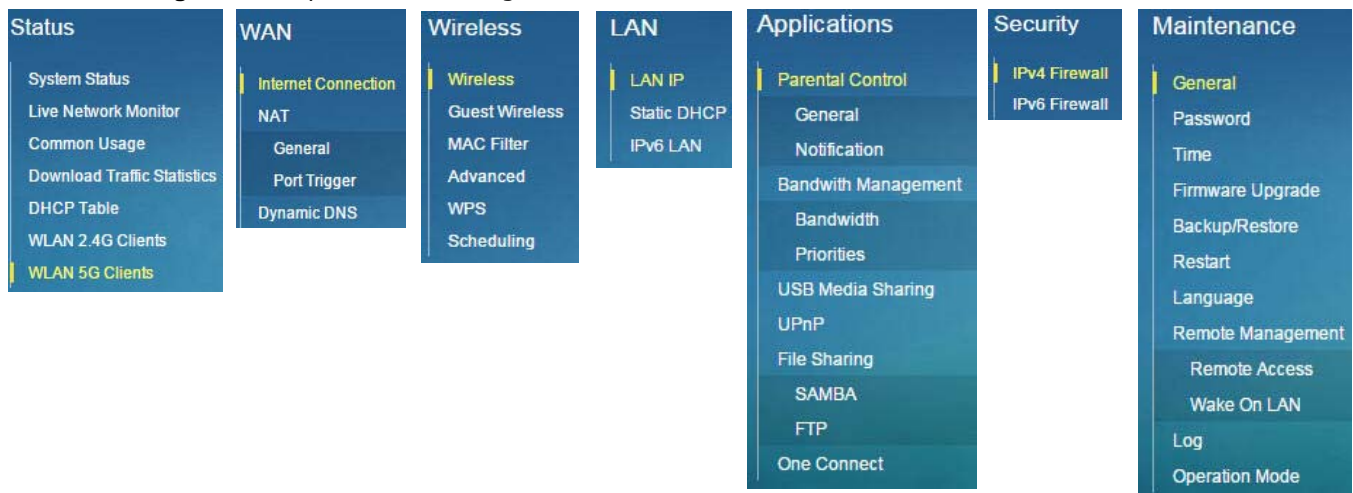 Status
System Status
Live Network Monitor
Common Usage
Download Traffic Statistics
DHCP Table
WLAN 2.4G Clients
WLAN 5G Clients
WAN
Internet Connection
NAT
General
Port Trigger
Dynamic DNS
Wireless
Wireless
Guest Wireless
MAC Filter
Advanced
WPS
Scheduling
LAN
LAN IP
Static DHCP
IPv6 LAN
Applications
Parental Control
General
Notification
Bandwith Management
Bandwidth
Priorities
USB Media Sharing
UPnP
File Sharing
SAMBA
FTP
One Connect
Security
IPv4 Firewall
IPv6 Firewall
Maintenance
General
Password
Time
Firmware Upgrade
Backup/Restore
Restart
Language
Remote Management
Remote Access
Wake On LAN
Log
Operation Mode